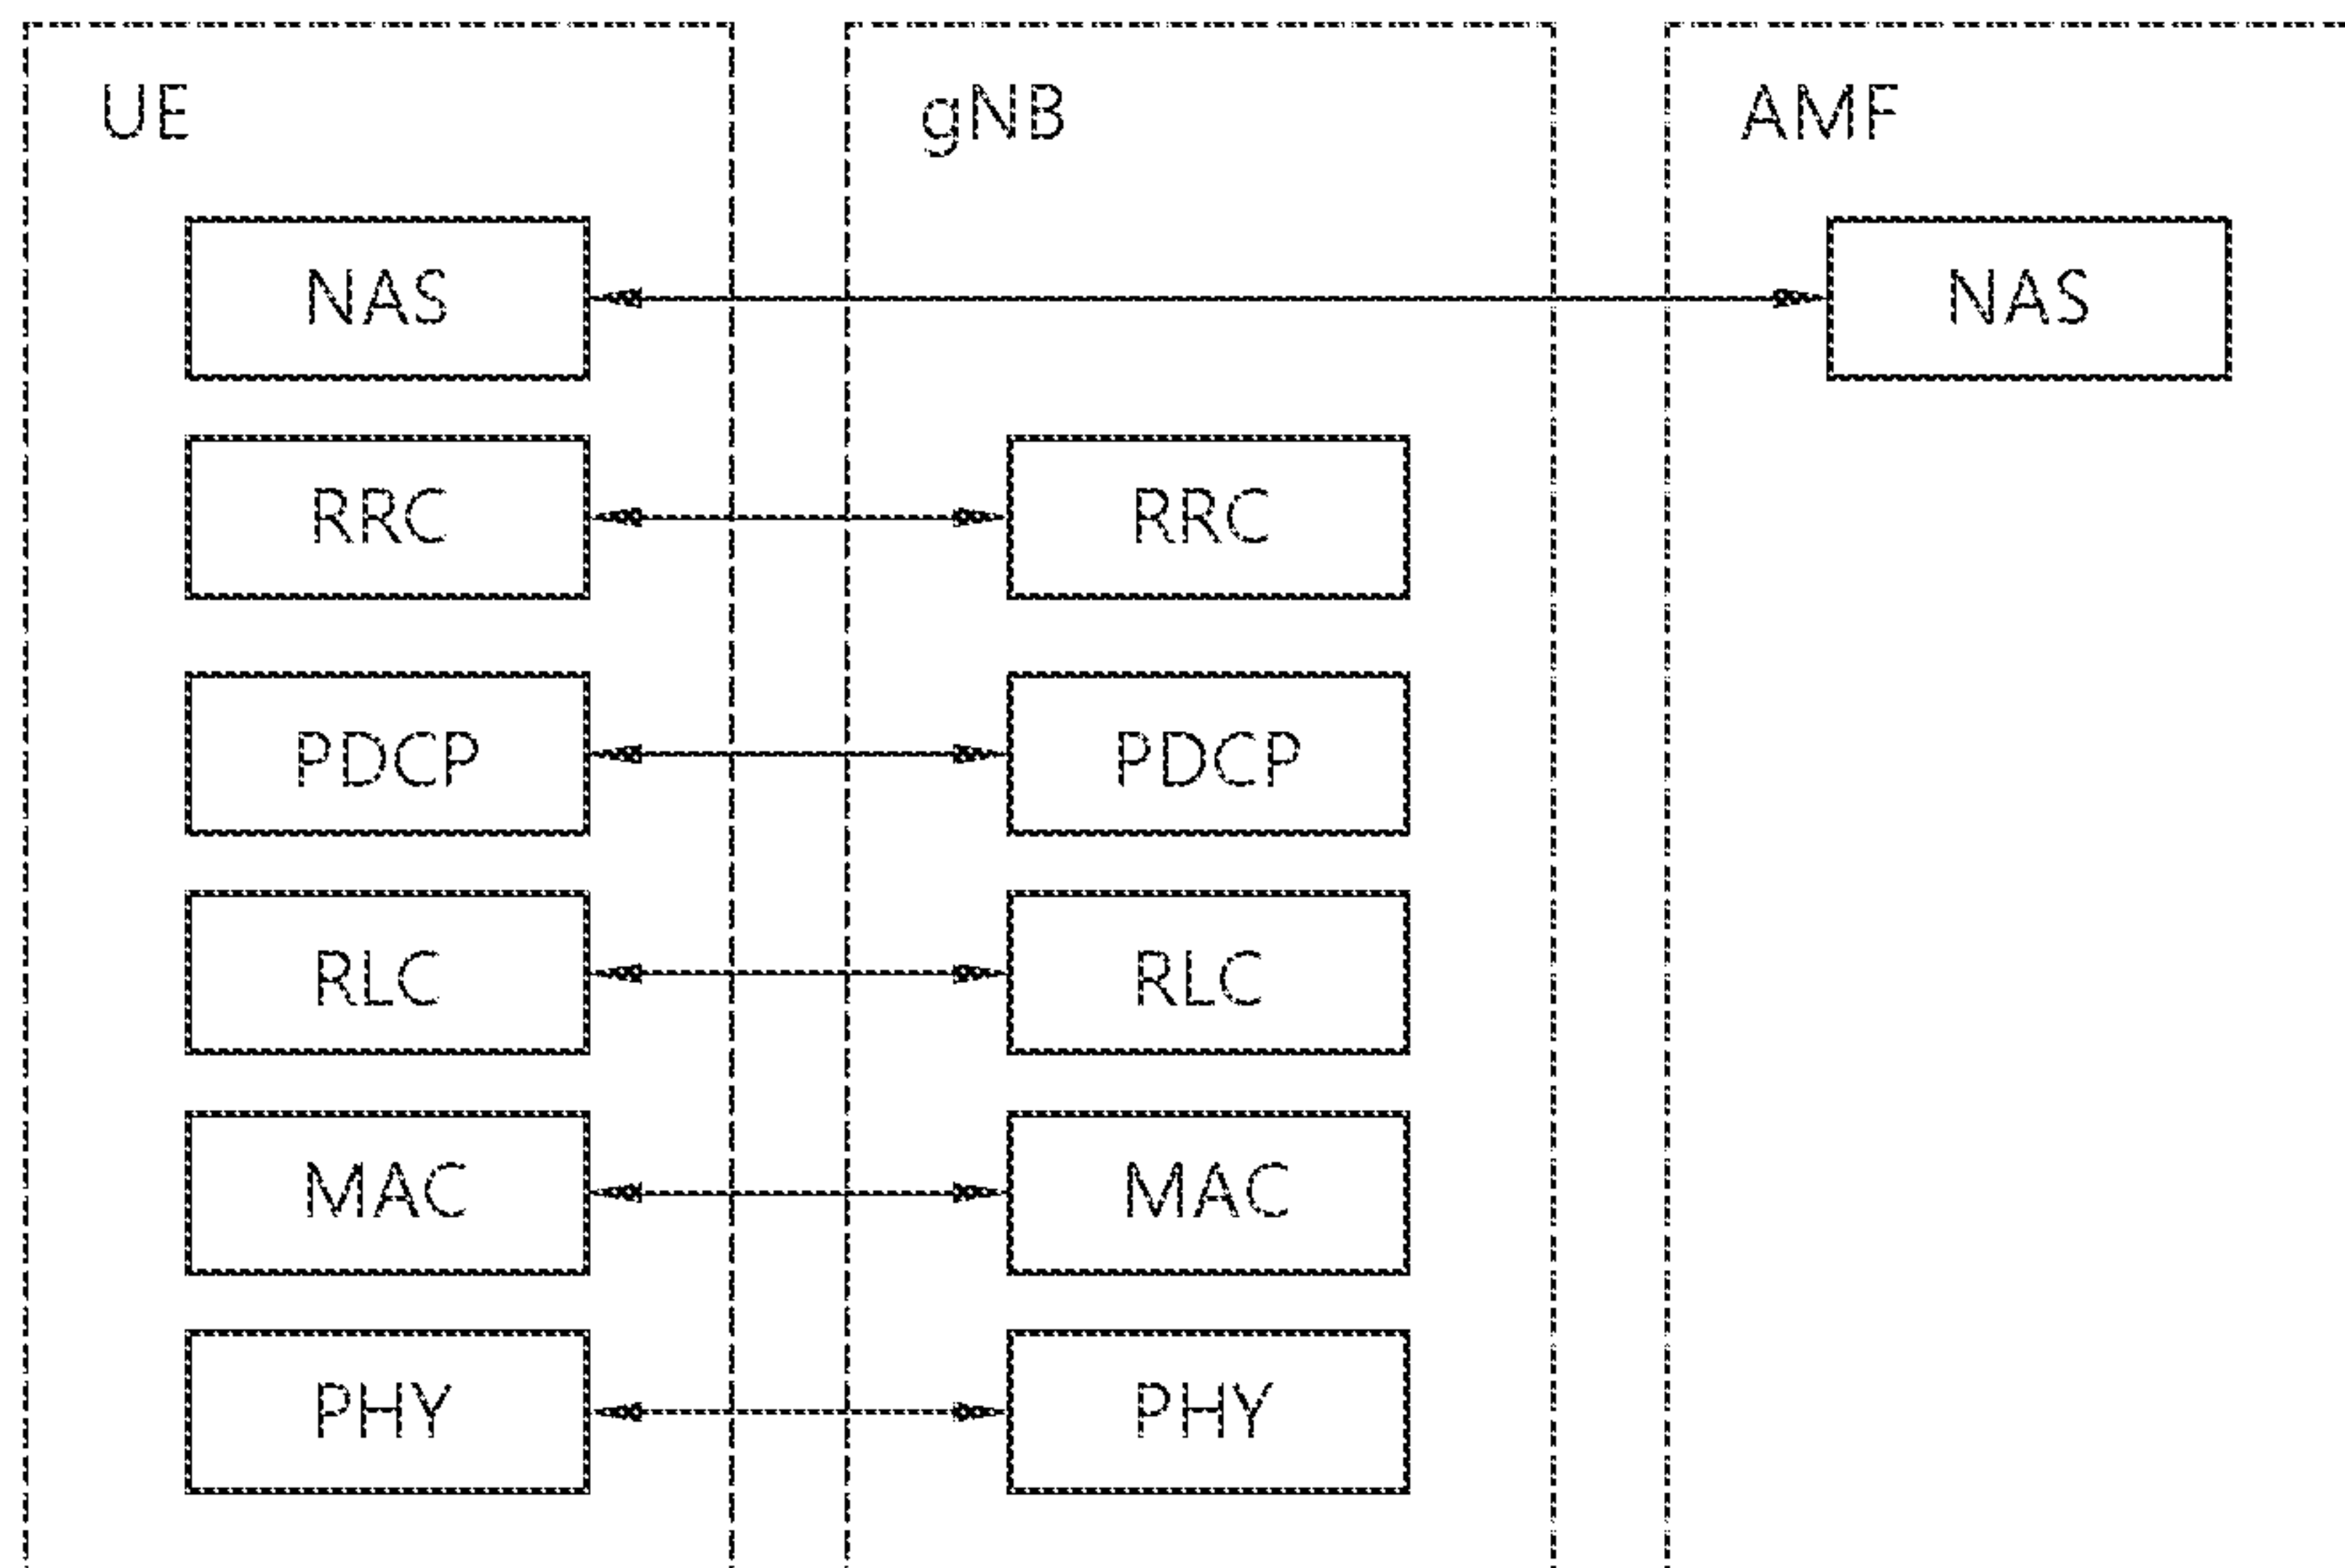 UE gNB AMF
NAS NAS
RRC RRC
PDCP PDCP
RLC RLC
MAC MAC
PHY PHY